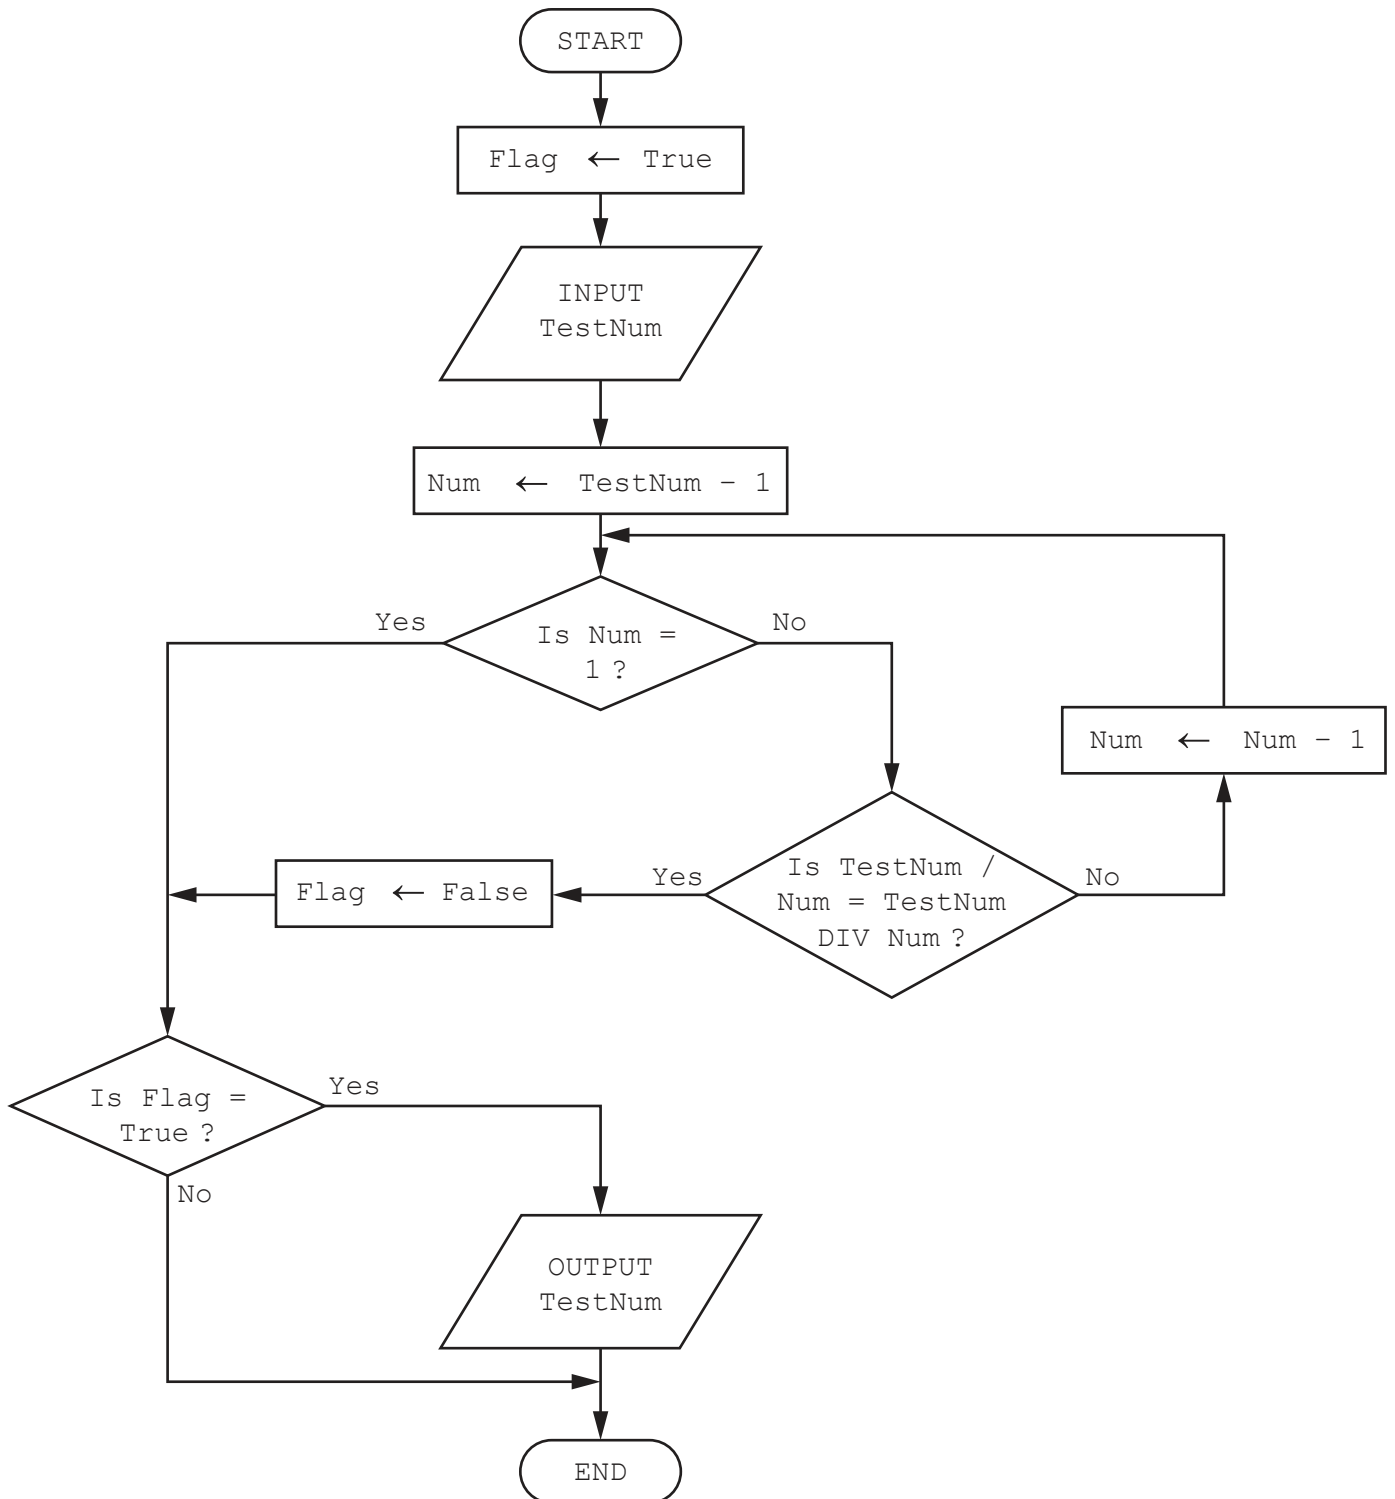 START
Flag ← True
INPUT
TestNum
Num ← TestNum – 1
Yes
No
Is Num =
1 ?
Num ← Num – 1
Is TestNum /
Num = TestNum
DIV Num ?
Yes
No
Flag ← False
Is Flag =
True ?
Yes
No
OUTPUT
TestNum
END